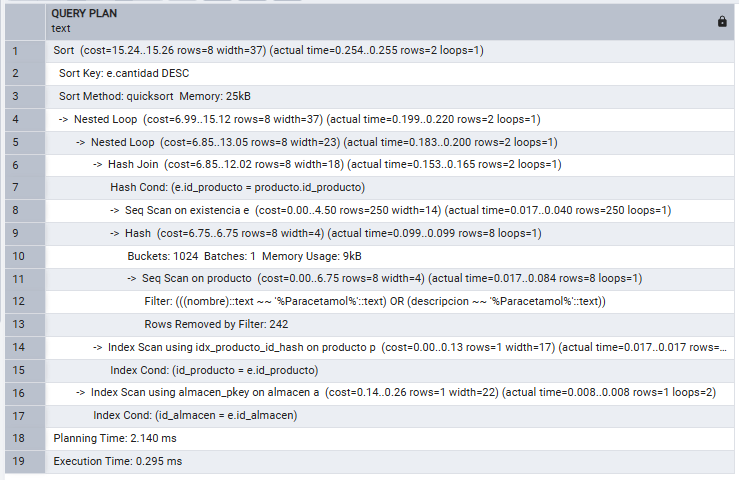 QUERY PLAN
text
1 Sort (cost=15.24..15.26 rows=8 width=37) (actual time=0.254..0.255 rows=2 loops=1)
2 Sort Key: e.cantidad DESC
3 Sort Method: quicksort Memory: 25kB
4 -> Nested Loop (cost=6.99..15.12 rows=8 width=37) (actual time=0.199..0.220 rows=2 loops=1)
5 -> Nested Loop (cost=6.85..13.05 rows=8 width=23) (actual time=0.183..0.200 rows=2 loops=1)
6 -> Hash Join (cost=6.85..12.02 rows=8 width=18) (actual time=0.153..0.165 rows=2 loops=1)
7 Hash Cond: (e.id_producto = producto.id_producto)
8 -> Seq Scan on existencia e (cost=0.00..4.50 rows=250 width=14) (actual time=0.017..0.040 rows=250 loops=1)
9 -> Hash (cost=6.75..6.75 rows=8 width=4) (actual time=0.099..0.099 rows=8 loops=1)
10 Buckets: 1024 Batches: 1 Memory Usage: 9kB
11 -> Seq Scan on producto (cost=0.00..6.75 rows=8 width=4) (actual time=0.017..0.084 rows=8 loops=1)
12 Filter: (((nombre)::text ~~ '%Paracetamol%'::text) OR (descripcion ~~ '%Paracetamol%'::text))
13 Rows Removed by Filter: 242
14 -> Index Scan using idx_producto_id_hash on producto p (cost=0.00..0.13 rows=1 width=17) (actual time=0.017..0.017 rows=...
15 Index Cond: (id_producto = e.id_producto)
16 -> Index Scan using almacen_pkey on almacen a (cost=0.14..0.26 rows=1 width=22) (actual time=0.008..0.008 rows=1 loops=2)
17 Index Cond: (id_almacen = e.id_almacen)
18 Planning Time: 2.140 ms
19 Execution Time: 0.295 ms